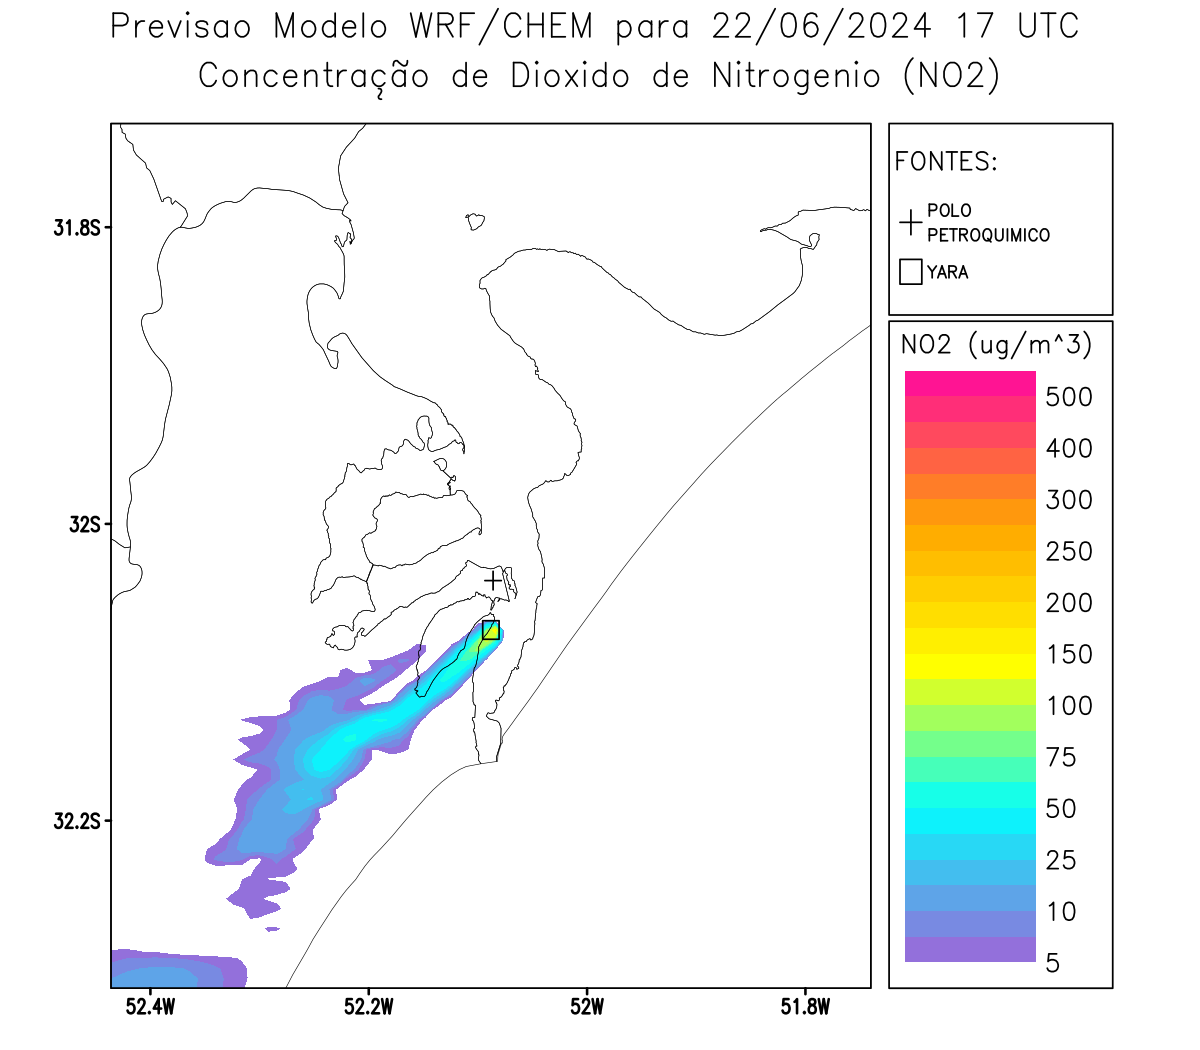 Previsao Modelo WRF/CHEM para 22/06/2024 17 UTC
Concentração de Dioxido de Nitrogenio (NO2)
FONTES:
POLO
PETROQUIMICO
YARA
31.8S
32S
32.2S
52.4W
52.2W
52W
51.8W
NO2 (ug/m^3)
500
400
300
250
200
150
100
75
50
25
10
5